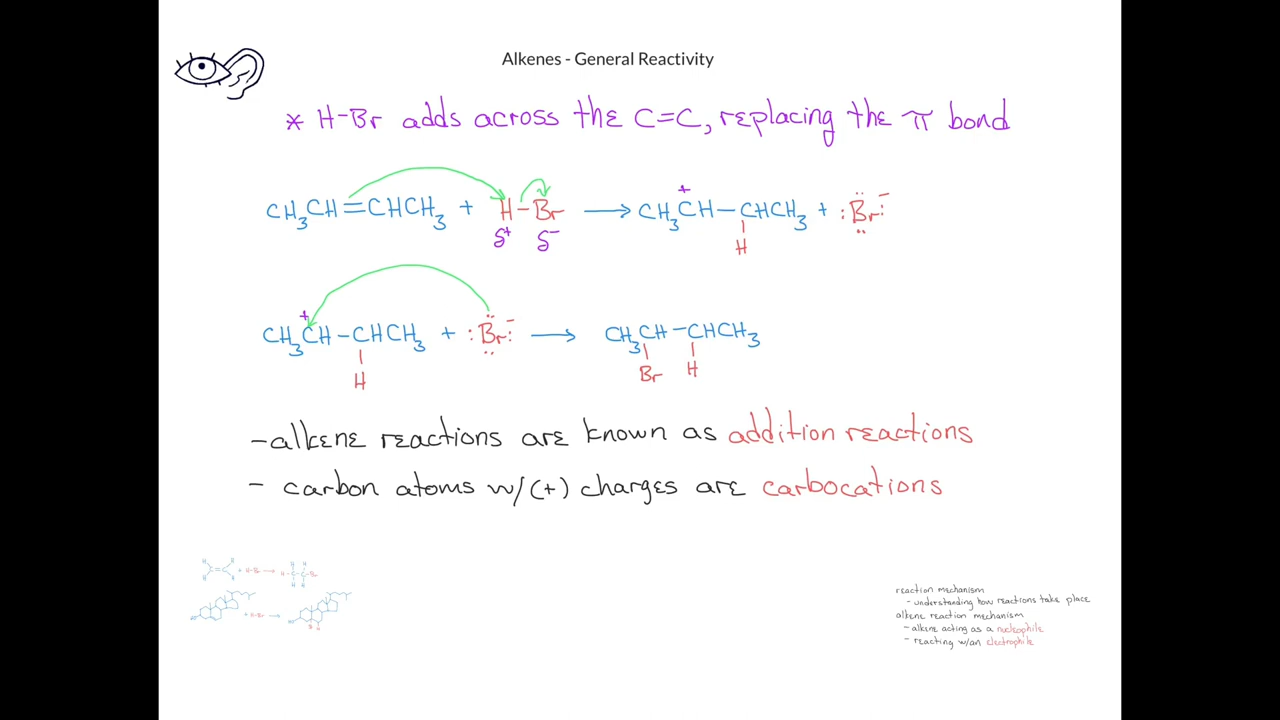 Alkenes - General Reactivity
* H-Br adds across the C=C, replacing the π bond
CH₃CH=CHCH₃ + H-Br → CH₃CH-CHCH₃ + :Br:⁻
+
δ⁺ δ⁻
H
+
CH₃CH-CHCH₃ + :Br:⁻ → CH₃CH-CHCH₃
H Br H
-alkene reactions are known as addition reactions
- carbon atoms w/(+) charges are carbocations
reaction mechanism
- understanding how reactions take place
alkene reaction mechanism
- alkene acting as a nucleophile
- reacting w/an electrophile